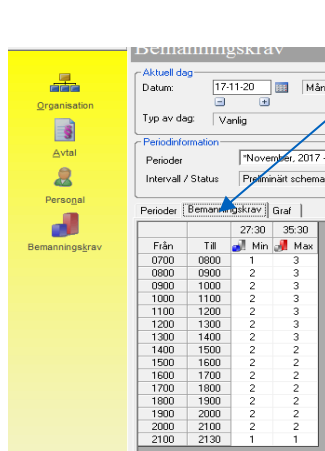 Bemanningskrav
Aktuell dag
Datum: 17-11-20 Mån
Typ av dag: Vanlig
Periodinformation
Perioder *November, 2017 -
Intervall / Status Preliminärt schema
Perioder Bemanningskrav Graf
27:30 35:30
Från Till Min Max
0700 0800 1 3
0800 0900 2 3
0900 1000 2 3
1000 1100 2 3
1100 1200 2 3
1200 1300 2 3
1300 1400 2 3
1400 1500 2 2
1500 1600 2 2
1600 1700 2 2
1700 1800 2 2
1800 1900 2 2
1900 2000 2 2
2000 2100 2 2
2100 2130 1 1
Organisation
Avtal
Personal
Bemanningskrav